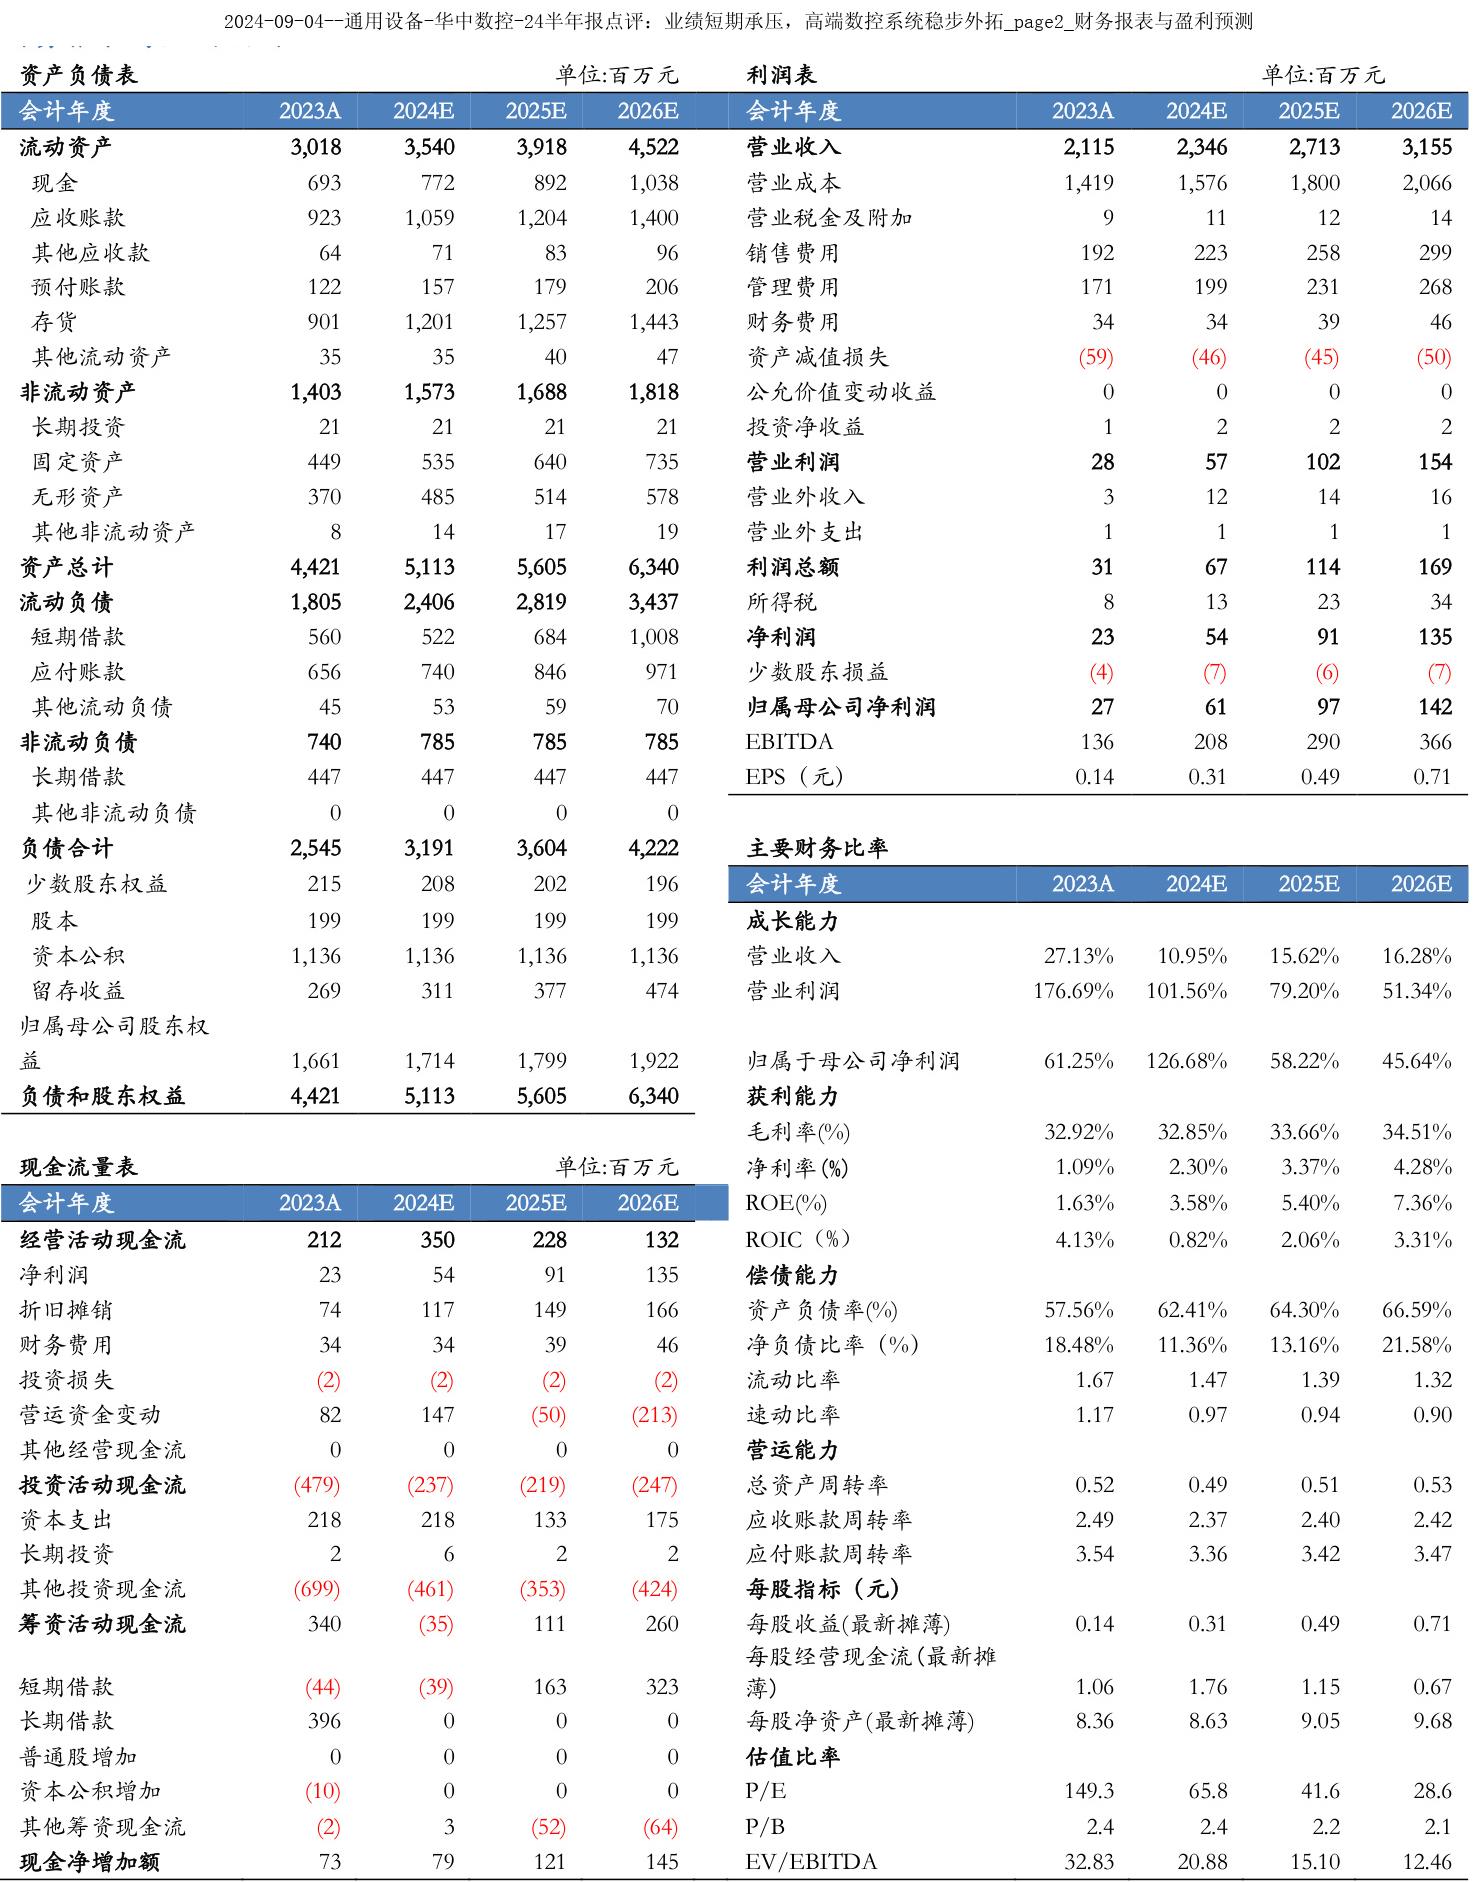 2024-09-04--通用设备-华中数控-24半年报点评：业绩短期承压，高端数控系统稳步外拓_page2_财务报表与盈利预测
资产负债表 单位:百万元
会计年度 2023A 2024E 2025E 2026E
流动资产 3,018 3,540 3,918 4,522
现金 693 772 892 1,038
应收账款 923 1,059 1,204 1,400
其他应收款 64 71 83 96
预付账款 122 157 179 206
存货 901 1,201 1,257 1,443
其他流动资产 35 35 40 47
非流动资产 1,403 1,573 1,688 1,818
长期投资 21 21 21 21
固定资产 449 535 640 735
无形资产 370 485 514 578
其他非流动资产 8 14 17 19
资产总计 4,421 5,113 5,605 6,340
流动负债 1,805 2,406 2,819 3,437
短期借款 560 522 684 1,008
应付账款 656 740 846 971
其他流动负债 45 53 59 70
非流动负债 740 785 785 785
长期借款 447 447 447 447
其他非流动负债 0 0 0 0
负债合计 2,545 3,191 3,604 4,222
少数股东权益 215 208 202 196
股本 199 199 199 199
资本公积 1,136 1,136 1,136 1,136
留存收益 269 311 377 474
归属母公司股东权
益 1,661 1,714 1,799 1,922
负债和股东权益 4,421 5,113 5,605 6,340
现金流量表 单位:百万元
会计年度 2023A 2024E 2025E 2026E
经营活动现金流 212 350 228 132
净利润 23 54 91 135
折旧摊销 74 117 149 166
财务费用 34 34 39 46
投资损失 (2) (2) (2) (2)
营运资金变动 82 147 (50) (213)
其他经营现金流 0 0 0 0
投资活动现金流 (479) (237) (219) (247)
资本支出 218 218 133 175
长期投资 2 6 2 2
其他投资现金流 (699) (461) (353) (424)
筹资活动现金流 340 (35) 111 260
短期借款 (44) (39) 163 323
长期借款 396 0 0 0
普通股增加 0 0 0 0
资本公积增加 (10) 0 0 0
其他筹资现金流 (2) 3 (52) (64)
现金净增加额 73 79 121 145
利润表 单位:百万元
会计年度 2023A 2024E 2025E 2026E
营业收入 2,115 2,346 2,713 3,155
营业成本 1,419 1,576 1,800 2,066
营业税金及附加 9 11 12 14
销售费用 192 223 258 299
管理费用 171 199 231 268
财务费用 34 34 39 46
资产减值损失 (59) (46) (45) (50)
公允价值变动收益 0 0 0 0
投资净收益 1 2 2 2
营业利润 28 57 102 154
营业外收入 3 12 14 16
营业外支出 1 1 1 1
利润总额 31 67 114 169
所得税 8 13 23 34
净利润 23 54 91 135
少数股东损益 (4) (7) (6) (7)
归属母公司净利润 27 61 97 142
EBITDA 136 208 290 366
EPS（元） 0.14 0.31 0.49 0.71
主要财务比率
会计年度 2023A 2024E 2025E 2026E
成长能力
营业收入 27.13% 10.95% 15.62% 16.28%
营业利润 176.69% 101.56% 79.20% 51.34%
归属于母公司净利润 61.25% 126.68% 58.22% 45.64%
获利能力
毛利率(%) 32.92% 32.85% 33.66% 34.51%
净利率(%) 1.09% 2.30% 3.37% 4.28%
ROE(%) 1.63% 3.58% 5.40% 7.36%
ROIC（%） 4.13% 0.82% 2.06% 3.31%
偿债能力
资产负债率(%) 57.56% 62.41% 64.30% 66.59%
净负债比率（%） 18.48% 11.36% 13.16% 21.58%
流动比率 1.67 1.47 1.39 1.32
速动比率 1.17 0.97 0.94 0.90
营运能力
总资产周转率 0.52 0.49 0.51 0.53
应收账款周转率 2.49 2.37 2.40 2.42
应付账款周转率 3.54 3.36 3.42 3.47
每股指标（元）
每股收益(最新摊薄) 0.14 0.31 0.49 0.71
每股经营现金流(最新摊
薄) 1.06 1.76 1.15 0.67
每股净资产(最新摊薄) 8.36 8.63 9.05 9.68
估值比率
P/E 149.3 65.8 41.6 28.6
P/B 2.4 2.4 2.2 2.1
EV/EBITDA 32.83 20.88 15.10 12.46